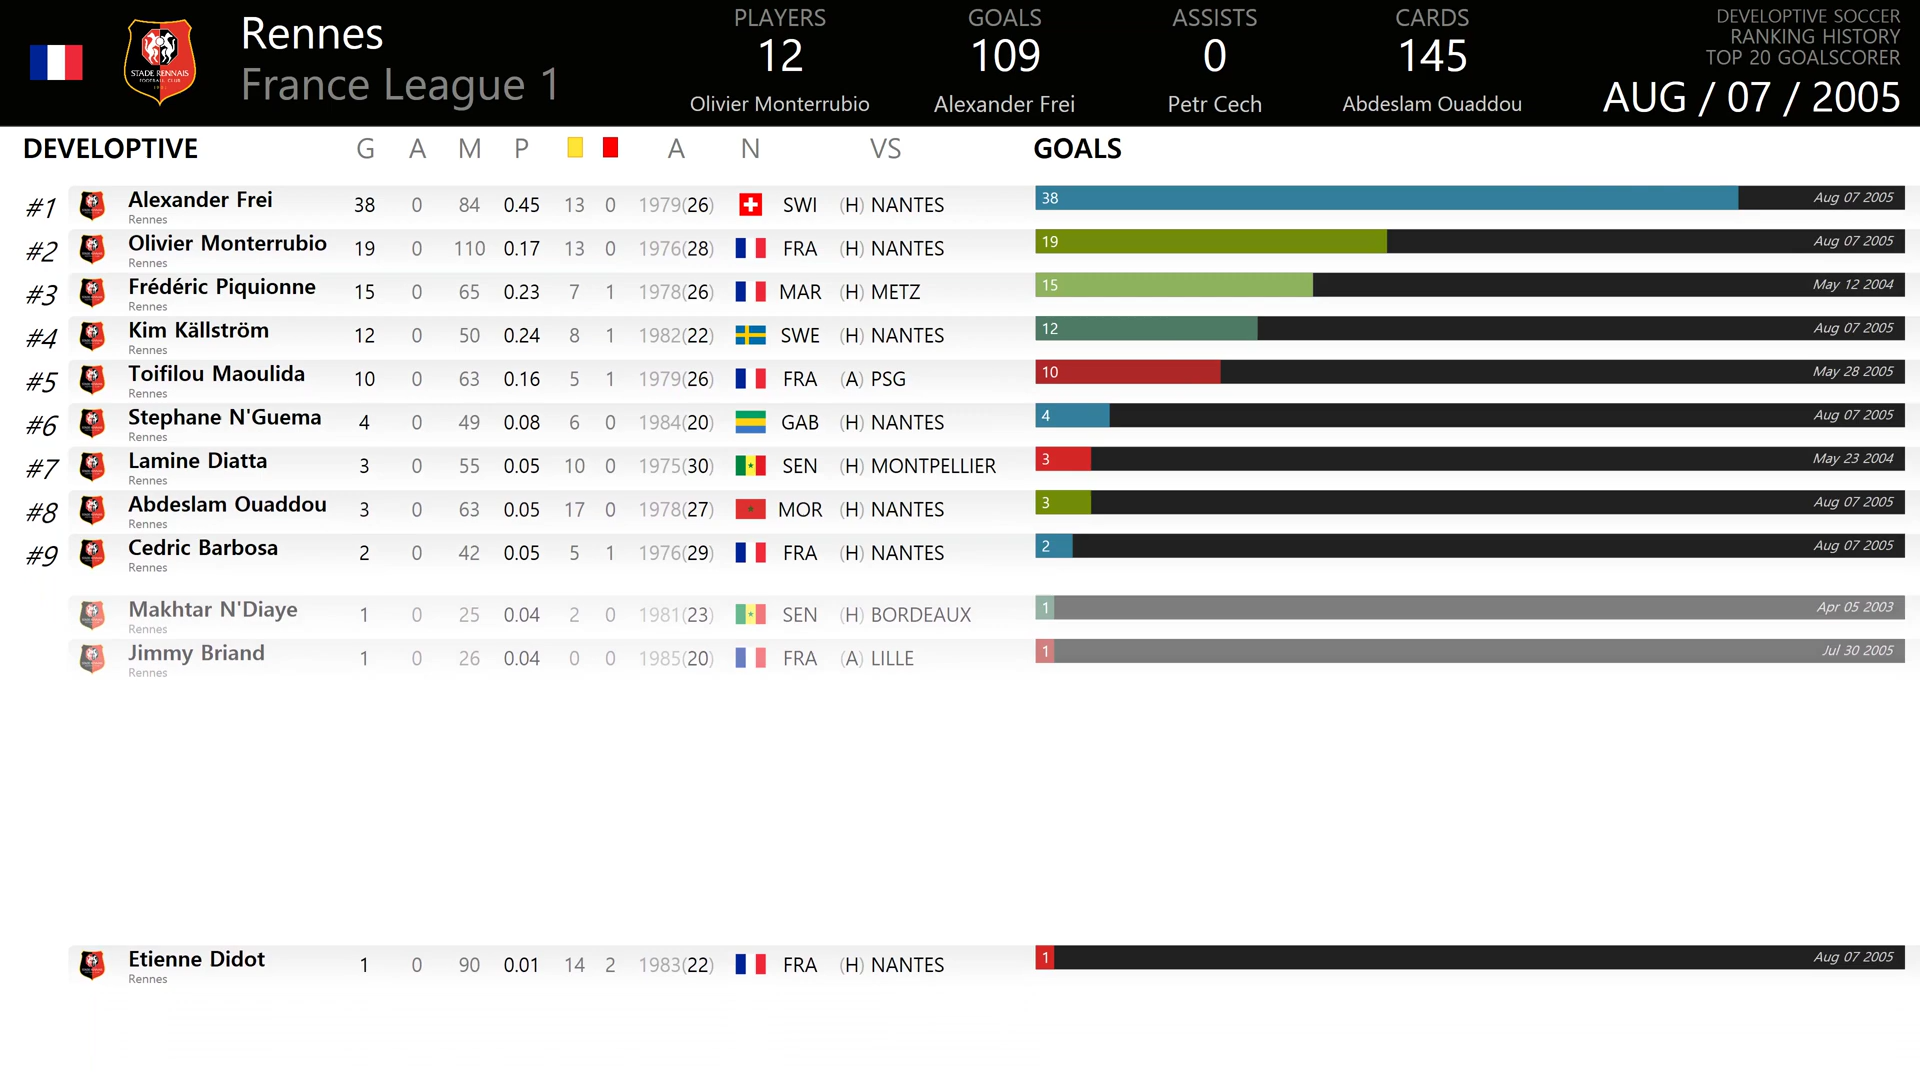 Rennes
France League 1
PLAYERS
12
Olivier Monterrubio
GOALS
109
Alexander Frei
ASSISTS
0
Petr Cech
CARDS
145
Abdeslam Ouaddou
DEVELOPTIVE SOCCER
RANKING HISTORY
TOP 20 GOALSCORER
AUG / 07 / 2005
STADE RENNAIS
FOOTBALL CLUB
DEVELOPTIVE G A M P A N VS GOALS
#1 Alexander Frei 38 0 84 0.45 13 0 1979(26) SWI (H) NANTES 38 Aug 07 2005
Rennes
#2 Olivier Monterrubio 19 0 110 0.17 13 0 1976(28) FRA (H) NANTES 19 Aug 07 2005
Rennes
#3 Frédéric Piquionne 15 0 65 0.23 7 1 1978(26) MAR (H) METZ 15 May 12 2004
Rennes
#4 Kim Källström 12 0 50 0.24 8 1 1982(22) SWE (H) NANTES 12 Aug 07 2005
Rennes
#5 Toifilou Maoulida 10 0 63 0.16 5 1 1979(26) FRA (A) PSG 10 May 28 2005
Rennes
#6 Stephane N'Guema 4 0 49 0.08 6 0 1984(20) GAB (H) NANTES 4 Aug 07 2005
Rennes
#7 Lamine Diatta 3 0 55 0.05 10 0 1975(30) SEN (H) MONTPELLIER 3 May 23 2004
Rennes
#8 Abdeslam Ouaddou 3 0 63 0.05 17 0 1978(27) MOR (H) NANTES 3 Aug 07 2005
Rennes
#9 Cedric Barbosa 2 0 42 0.05 5 1 1976(29) FRA (H) NANTES 2 Aug 07 2005
Rennes
Makhtar N'Diaye 1 0 25 0.04 2 0 1981(23) SEN (H) BORDEAUX 1 Apr 05 2003
Rennes
Jimmy Briand 1 0 26 0.04 0 0 1985(20) FRA (A) LILLE 1 Jul 30 2005
Rennes
Etienne Didot 1 0 90 0.01 14 2 1983(22) FRA (H) NANTES 1 Aug 07 2005
Rennes